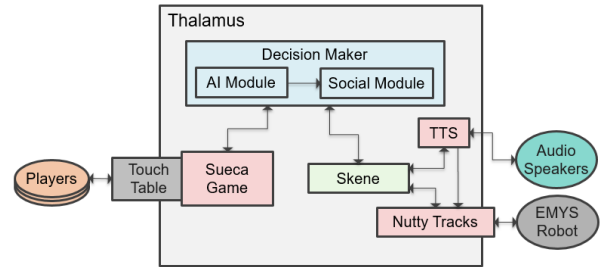 Thalamus
Decision Maker
AI Module
Social Module
TTS
Audio
Speakers
Players
Touch
Table
Sueca
Game
Skene
Nutty Tracks
EMYS
Robot